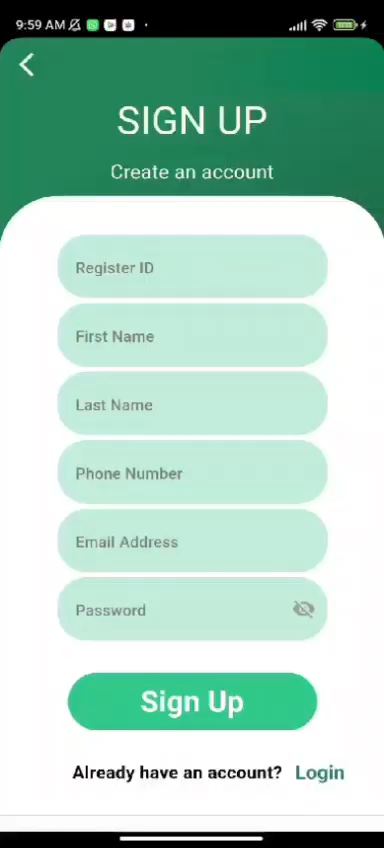 9:59 AM
SIGN UP
Create an account
Register ID
First Name
Last Name
Phone Number
Email Address
Password
Sign Up
Already have an account? Login